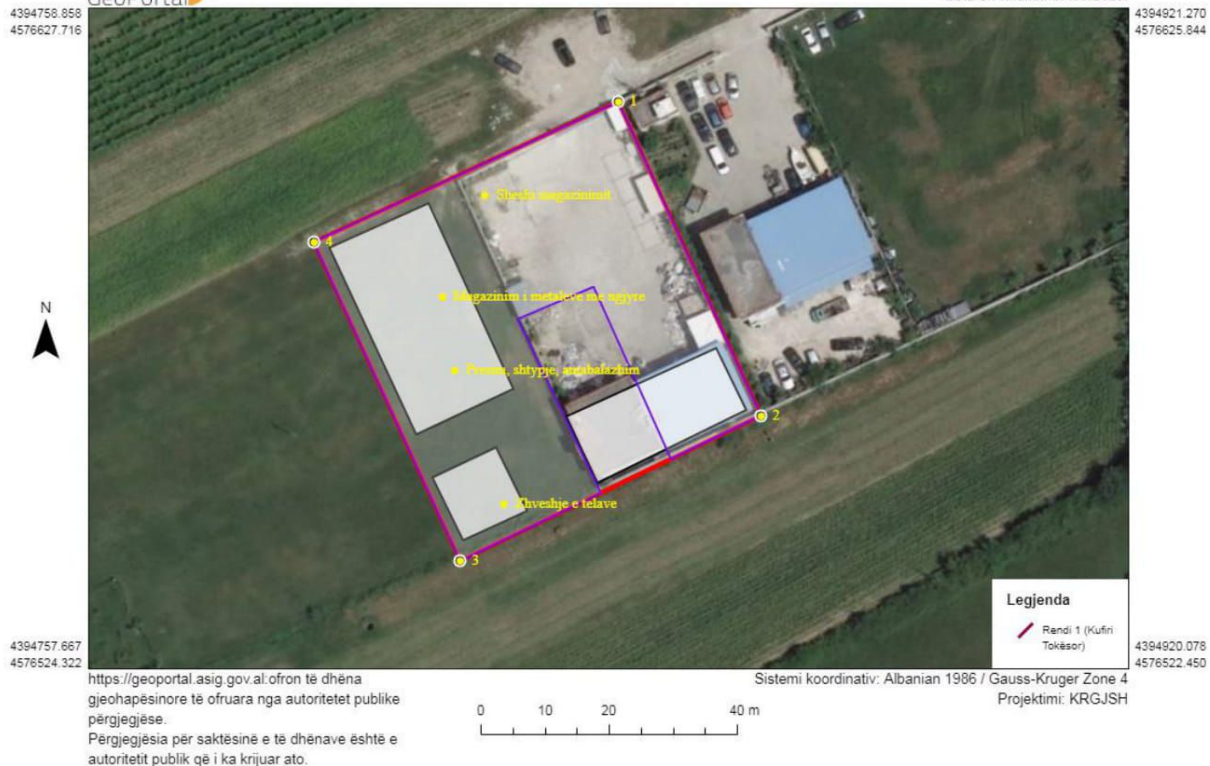 GeoPortal
4394758.858
4576627.716
4394921.270
4576625.844
1
Sheshi magazinimit
4
N
Magazinim i metaleve me ngjyre
shtypje, ambalazhim
2
Zhveshje e telave
3
Legjenda
Rendi 1 (Kufiri
Tokësor)
4394757.667
4576524.322
4394920.078
4576522.450
https://geoportal.asig.gov.al:ofron të dhëna
gjeohapësinore të ofruara nga autoritetet publike
përgjegjëse.
Përgjegjësia për saktësinë e të dhënave është e
autoritetit publik që i ka krijuar ato.
0 10 20 40 m
Sistemi koordinativ: Albanian 1986 / Gauss-Kruger Zone 4
Projektimi: KRGJSH